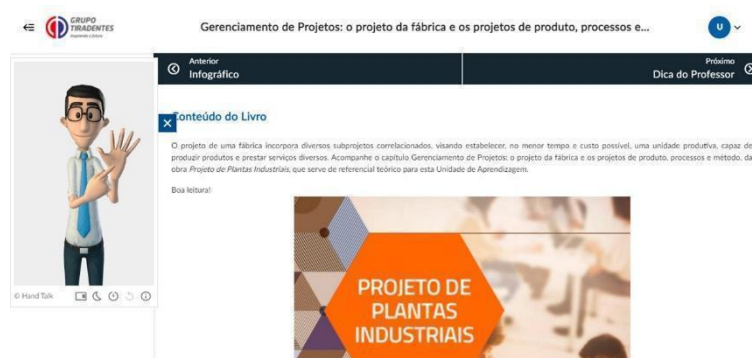 GRUPO
TIRADENTES
Gerenciamento de Projetos: o projeto da fábrica e os projetos de produto, processos e...
U
Anterior
Infográfico
Próximo
Dica do Professor
Conteúdo do Livro
O projeto de uma fábrica incorpora diversos subprojetos correlacionados, visando estabelecer, no menor tempo e custo possível, uma unidade produtiva, capaz de
produzir produtos e prestar serviços diversos. Acompanhe o capítulo Gerenciamento de Projetos: o projeto da fábrica e os projetos de produto, processos e método, da
obra Projeto de Plantas Industriais, que serve de referencial teórico para esta Unidade de Aprendizagem.
Boa leitura!
© Hand Talk
PROJETO DE
PLANTAS
INDUSTRIAIS